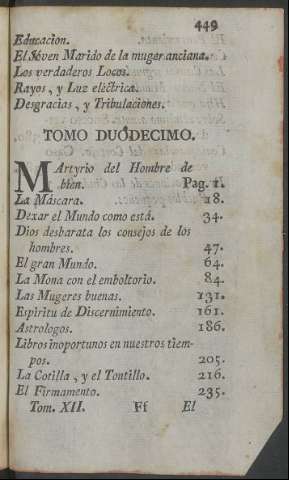 449
Educacion.
El Jóven Marido de la muger anciana.
Los verdaderos Locos.
Rayos, y Luz eléctrica.
Desgracias, y Tribulaciones.
TOMO DUODECIMO.
MArtyrio del Hombre de
bien. Pag. 1.
La Máscara. 18.
Dexar el Mundo como está. 34.
Dios desbarata los consejos de los
hombres. 47.
El gran Mundo. 64.
La Mona con el emboltorio. 84.
Las Mugeres buenas. 131.
Espiritu de Discernimiento. 161.
Astrologos. 186.
Libros inoportunos en nuestros tiem-
pos. 205.
La Cotilla, y el Tontillo. 216.
El Firmamento. 235.
Tom. XII. Ff El